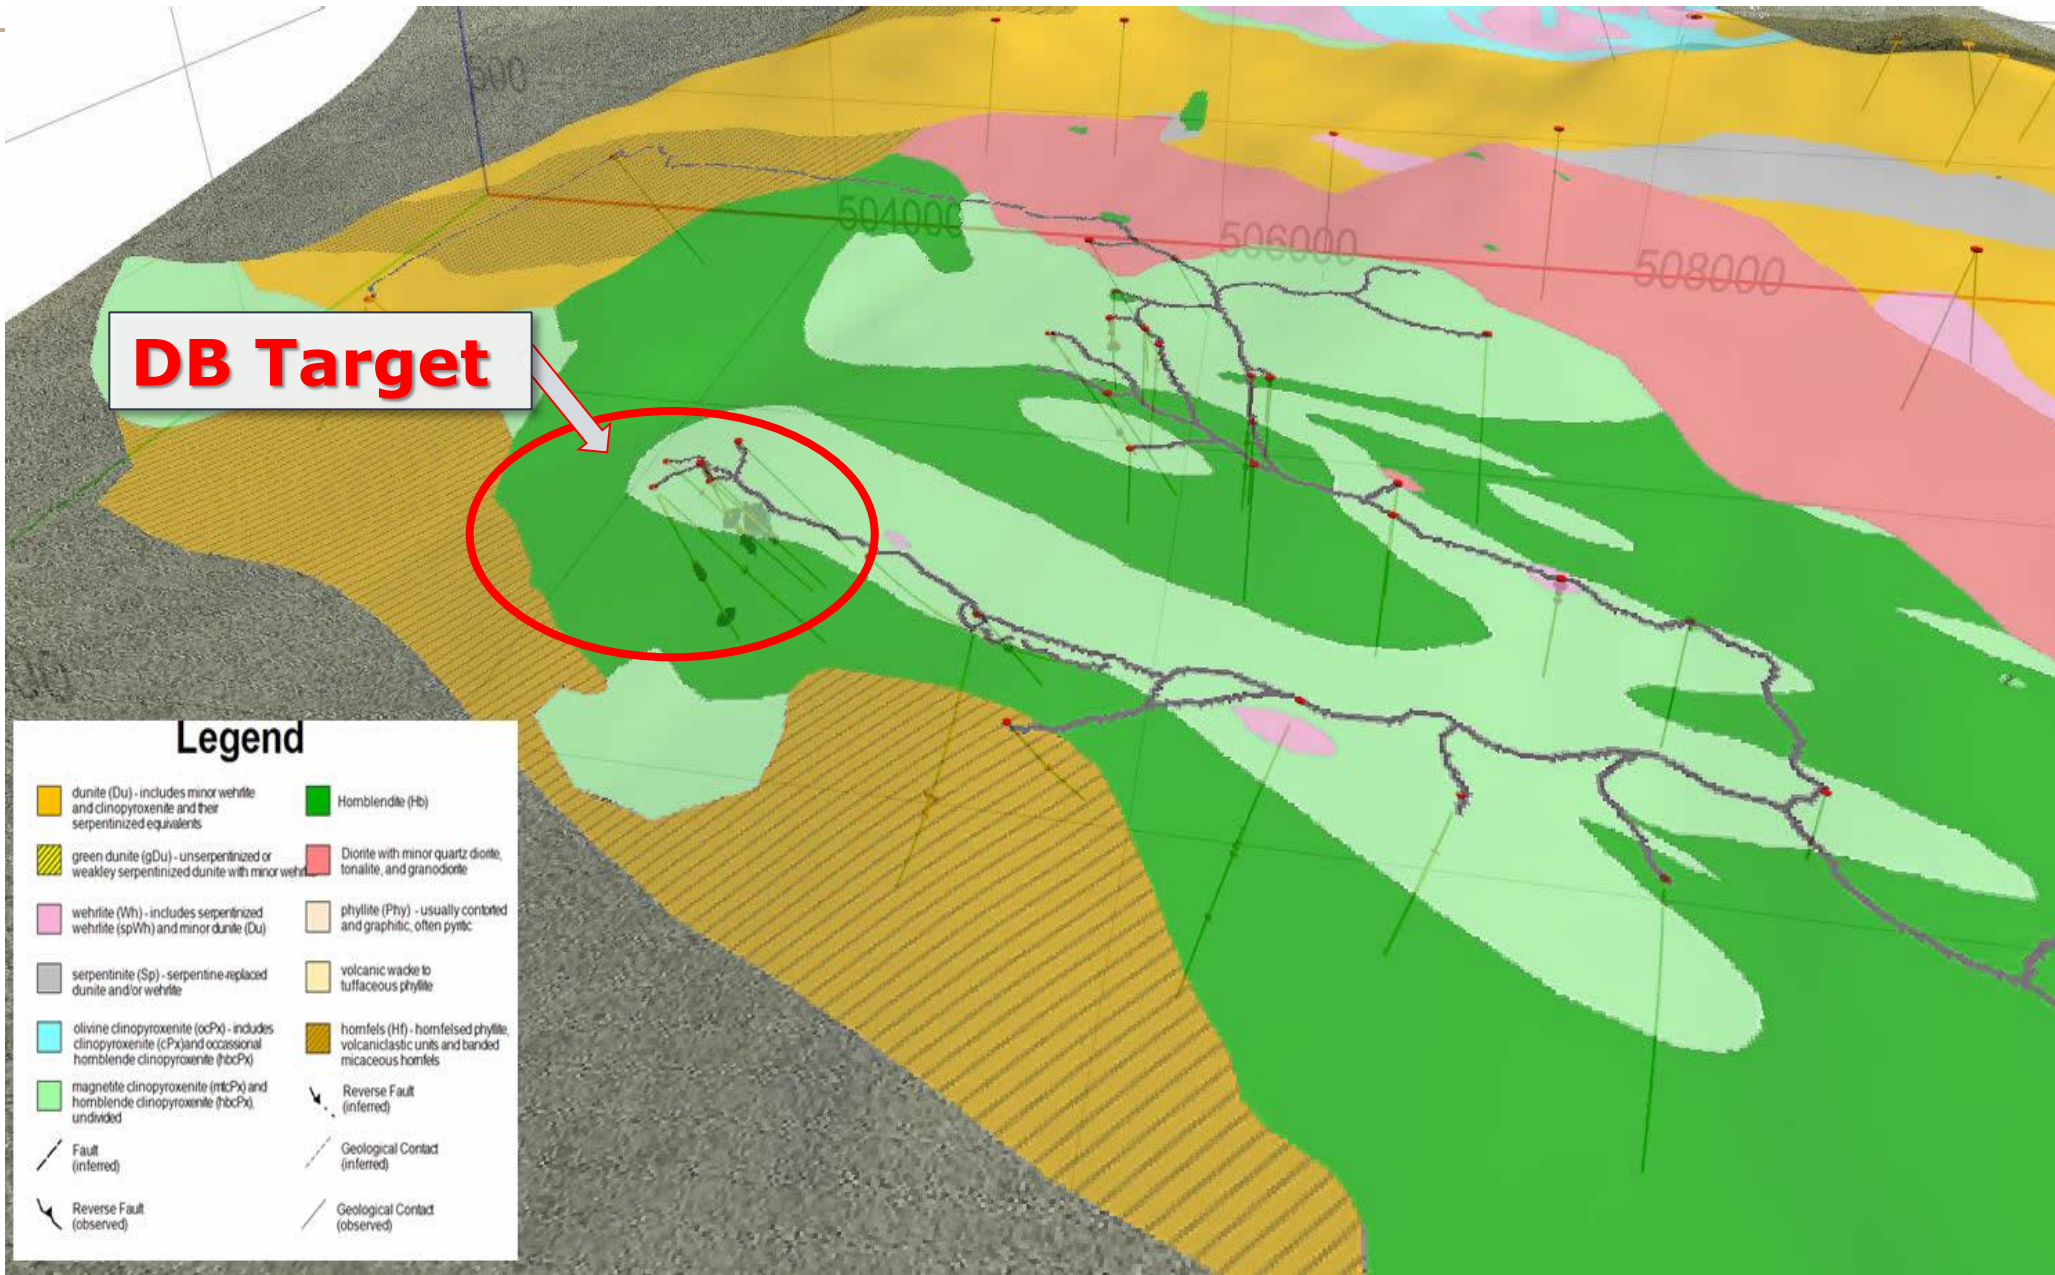 500
504000
506000
508000
DB Target
Legend
dunite (Du) - includes minor wehrlite
and clinopyroxenite and their
serpentinized equivalents
green dunite (gDu) - unserpentinized or
weakley serpentinized dunite with minor
wehrlite (Wh) - includes serpentinized
wehrlite (spWh) and minor dunite (Du)
serpentinite (Sp) - serpentine-replaced
dunite and/or wehrlite
olivine clinopyroxenite (ocPx) - includes
clinopyroxenite (cPx)and occassional
hornblende clinopyroxenite (hbcPx)
magnetite clinopyroxenite (mtcPx) and
hornblende clinopyroxenite (hbcPx),
undivided
Fault
(inferred)
Reverse Fault
(observed)
Hornblendite (Hb)
Diorite with minor quartz diorite,
tonalite, and granodiorite
phyllite (Phy) - usually contorted
and graphitic, often pyritic
volcanic wacke to
tuffaceous phyllite
hornfels (Hf) - hornfelsed phyllite,
volcaniclastic units and banded
micaceous hornfels
Reverse Fault
(inferred)
Geological Contact
(inferred)
Geological Contact
(observed)